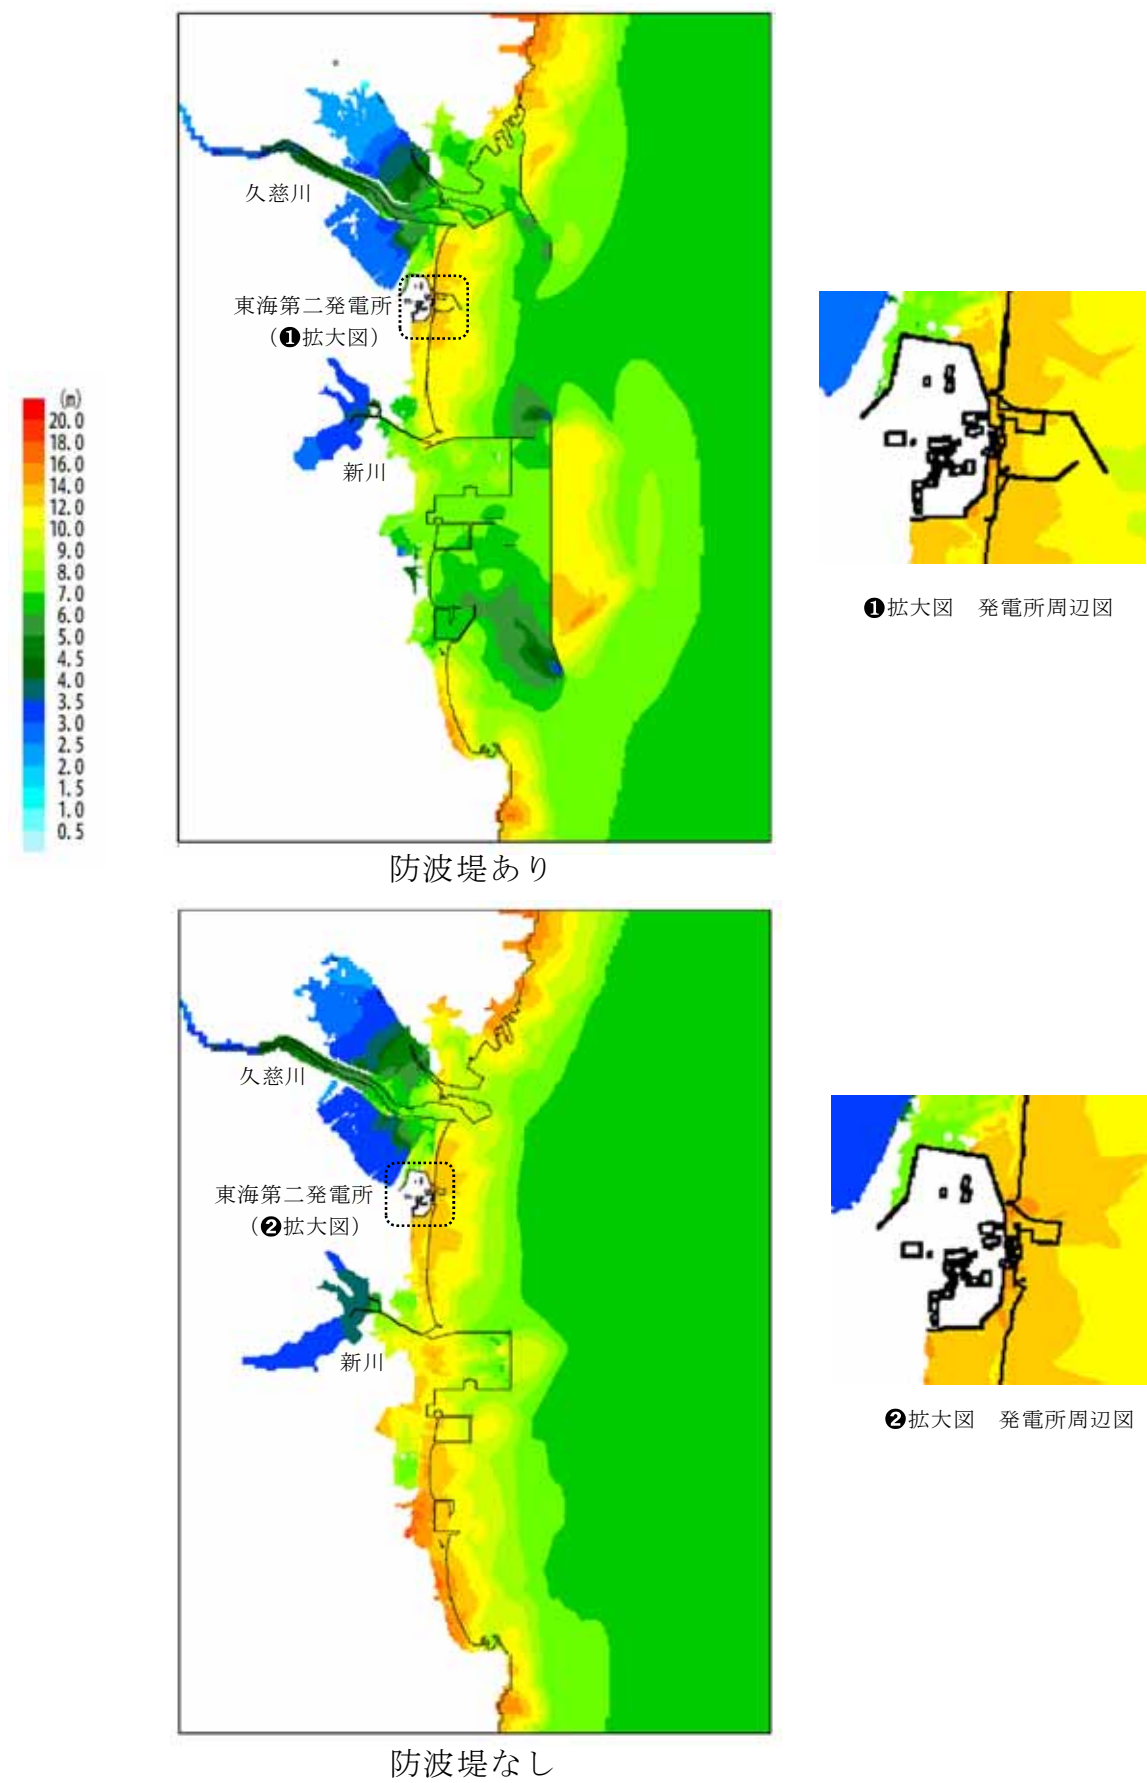 久慈川
東海第二発電所
（❶拡大図）
新川
(m)
20.0
18.0
16.0
14.0
12.0
10.0
9.0
8.0
7.0
6.0
5.0
4.5
4.0
3.5
3.0
2.5
2.0
1.5
1.0
0.5
❶拡大図　発電所周辺図
防波堤あり
久慈川
東海第二発電所
（❷拡大図）
新川
❷拡大図　発電所周辺図
防波堤なし